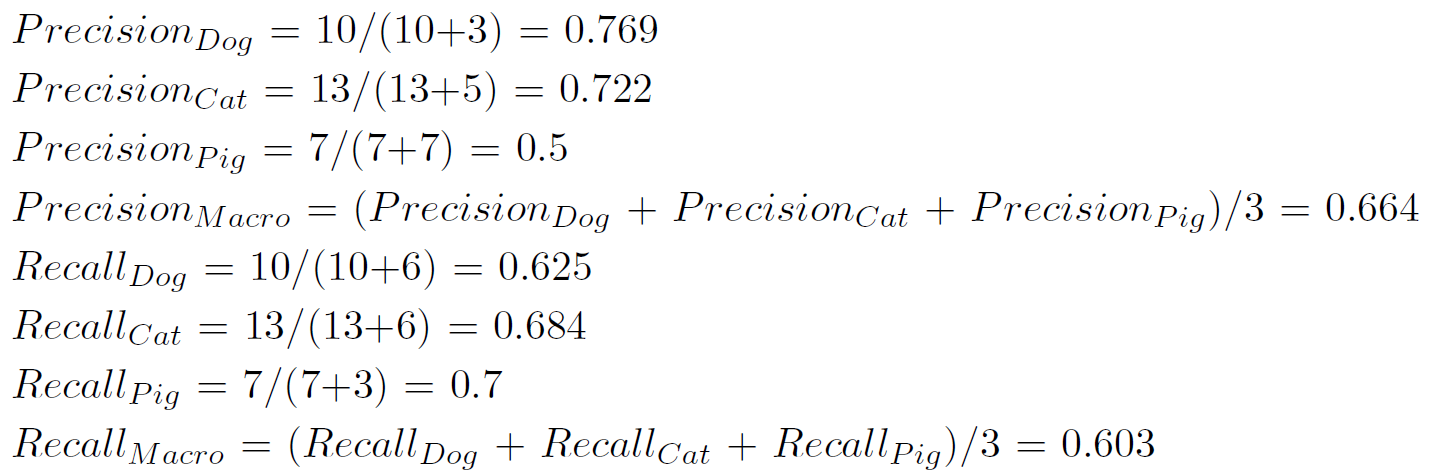 Precision_Dog = 10/(10+3) = 0.769
Precision_Cat = 13/(13+5) = 0.722
Precision_Pig = 7/(7+7) = 0.5
Precision_Macro = (Precision_Dog + Precision_Cat + Precision_Pig)/3 = 0.664
Recall_Dog = 10/(10+6) = 0.625
Recall_Cat = 13/(13+6) = 0.684
Recall_Pig = 7/(7+3) = 0.7
Recall_Macro = (Recall_Dog + Recall_Cat + Recall_Pig)/3 = 0.603